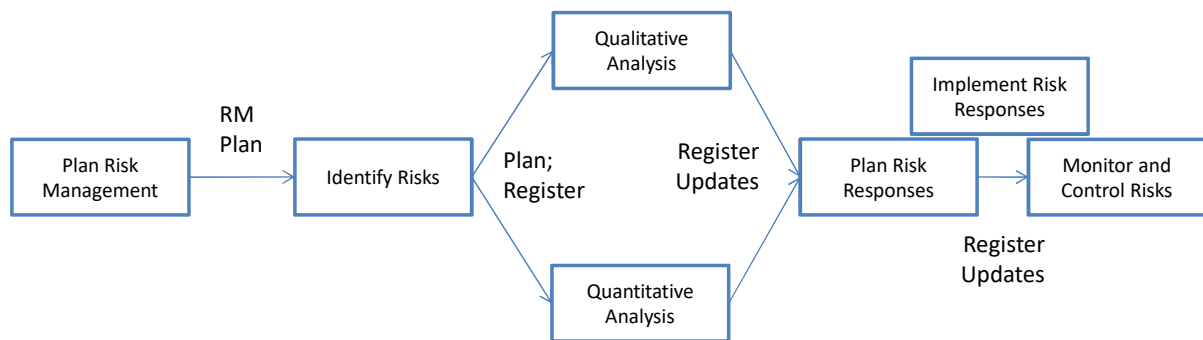 Plan Risk
Management
RM
Plan
Identify Risks
Plan;
Register
Qualitative
Analysis
Quantitative
Analysis
Register
Updates
Plan Risk
Responses
Implement Risk
Responses
Register
Updates
Monitor and
Control Risks